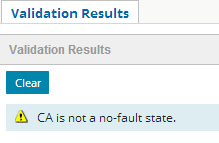 Validation Results
Validation Results
Clear
CA is not a no-fault state.